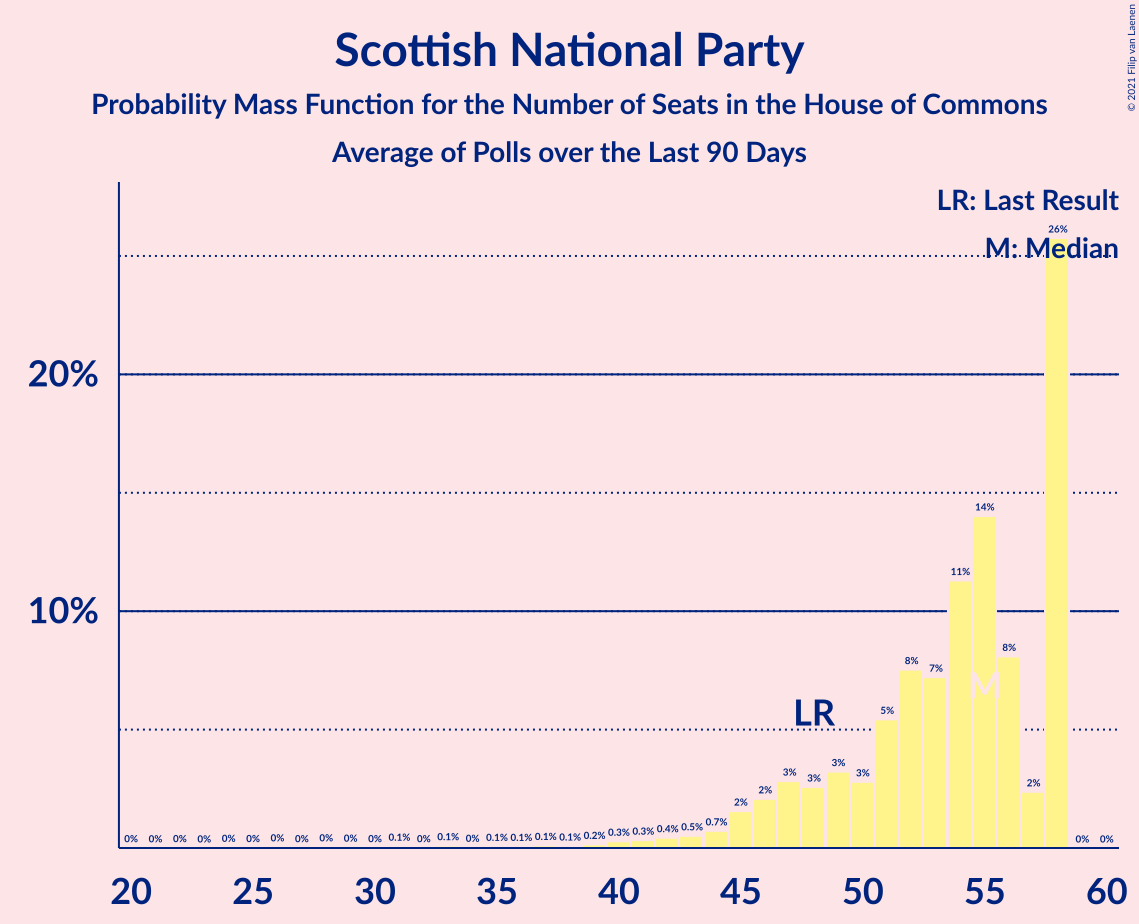 Scottish National Party
Probability Mass Function for the Number of Seats in the House of Commons
Average of Polls over the Last 90 Days
© 2021 Filip van Laenen
LR: Last Result
M: Median
20%
10%
0% 0% 0% 0% 0% 0% 0% 0% 0% 0% 0% 0.1% 0% 0.1% 0% 0.1% 0.1% 0.1% 0.1% 0.2% 0.3% 0.3% 0.4% 0.5% 0.7% 2% 2% 3% 3% 3% 3% 5% 8% 7% 11% 14% 8% 2% 26% 0% 0%
LR
M
20 25 30 35 40 45 50 55 60